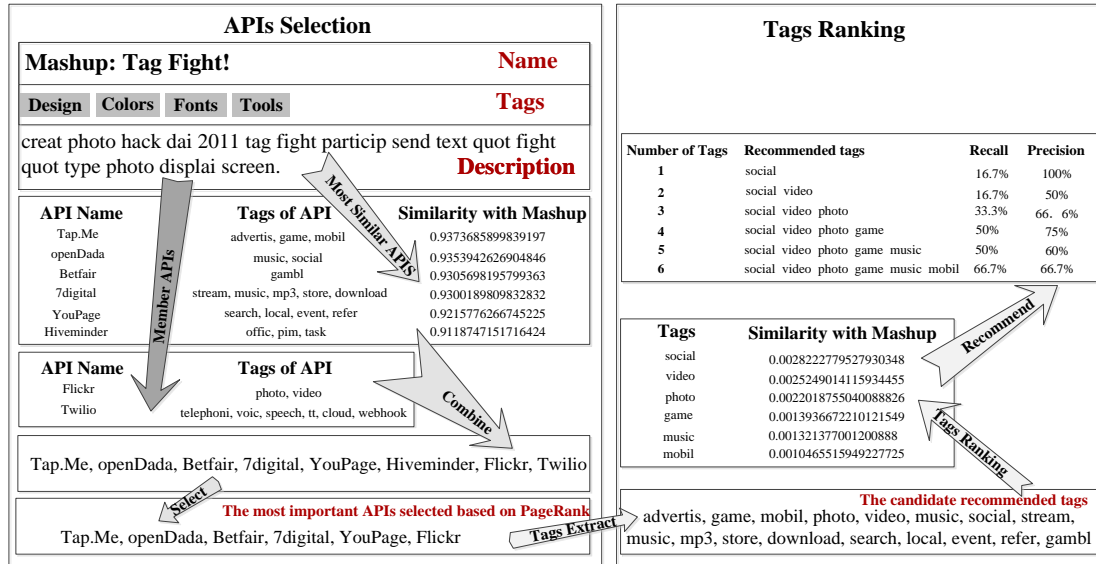 APIs Selection
Mashup: Tag Fight! Name
Design Colors Fonts Tools Tags
creat photo hack dai 2011 tag fight particip send text quot fight
quot type photo displai screen. Description
Member APIs
Most Similar APIS
API Name Tags of API Similarity with Mashup
Tap.Me advertis, game, mobil 0.9373685899839197
openDada music, social 0.9353942626904846
Betfair gambl 0.9305698195799363
7digital stream, music, mp3, store, download 0.9300189809832832
YouPage search, local, event, refer 0.9215776266745225
Hiveminder offic, pim, task 0.9118747151716424
API Name Tags of API
Flickr photo, video
Twilio telephoni, voic, speech, tt, cloud, webhook
Combine
Tap.Me, openDada, Betfair, 7digital, YouPage, Hiveminder, Flickr, Twilio
Select
The most important APIs selected based on PageRank
Tap.Me, openDada, Betfair, 7digital, YouPage, Flickr
Tags Extract
Tags Ranking
Number of Tags Recommended tags Recall Precision
1 social 16.7% 100%
2 social video 16.7% 50%
3 social video photo 33.3% 66. 6%
4 social video photo game 50% 75%
5 social video photo game music 50% 60%
6 social video photo game music mobil 66.7% 66.7%
Recommend
Tags Similarity with Mashup
social 0.0028222779527930348
video 0.0025249014115934455
photo 0.0022018755040088826
game 0.0013936672210121549
music 0.001321377001200888
mobil 0.0010465515949227725
Tags Ranking
The candidate recommended tags
advertis, game, mobil, photo, video, music, social, stream,
music, mp3, store, download, search, local, event, refer, gambl